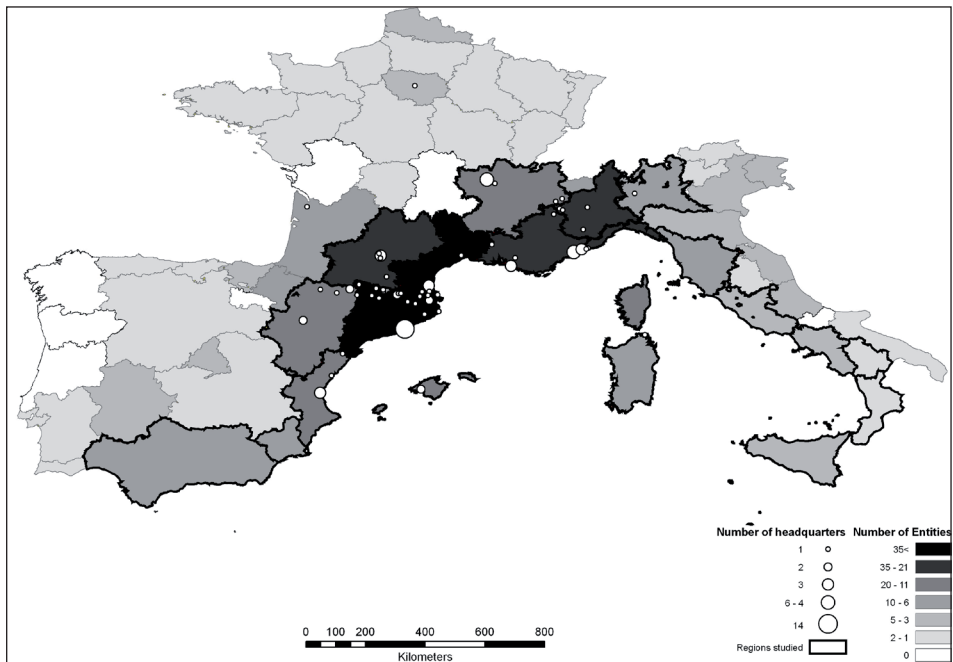 Number of headquarters
1
2
3
6 - 4
14
Regions studied
Number of Entities
35<
35 - 21
20 - 11
10 - 6
5 - 3
2 - 1
0
0 100 200 400 600 800
Kilometers